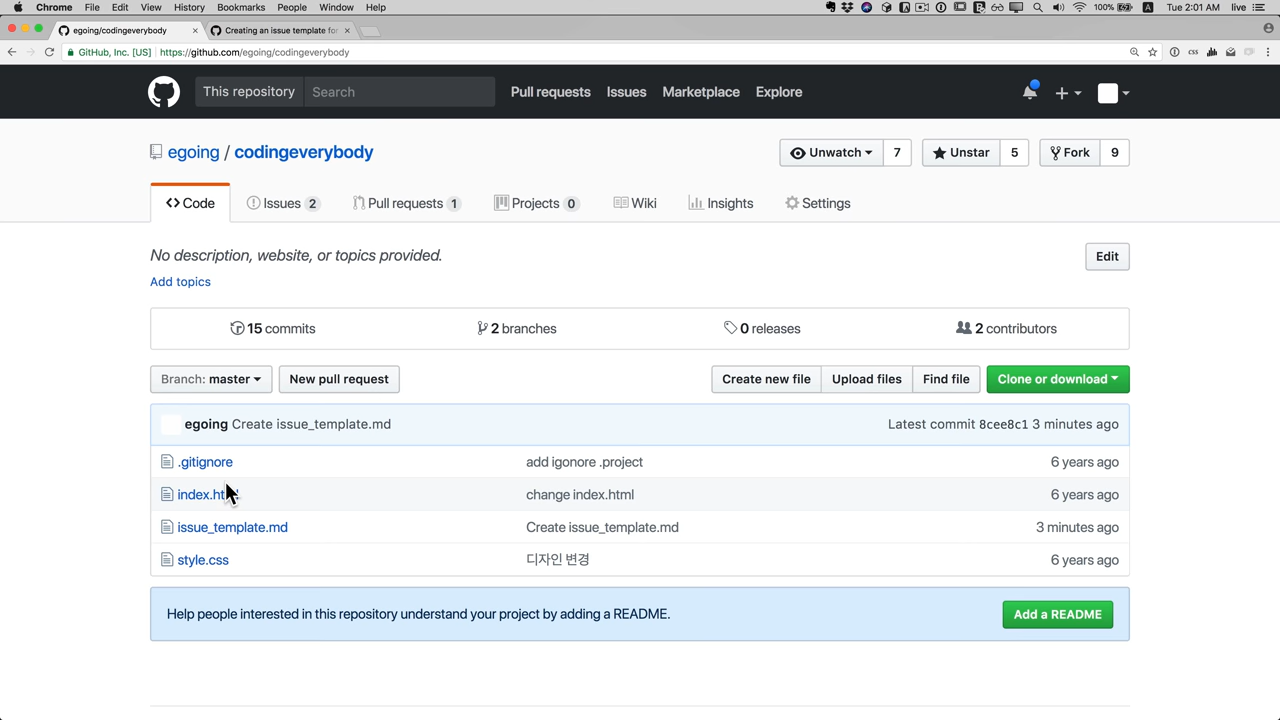 Chrome File Edit View History Bookmarks People Window Help 100% Tue 2:01 AM live
egoing/codingeverybody × Creating an issue template for ×
GitHub, Inc. [US] https://github.com/egoing/codingeverybody css
This repository Search Pull requests Issues Marketplace Explore
egoing / codingeverybody Unwatch 7 Unstar 5 Fork 9
Code Issues 2 Pull requests 1 Projects 0 Wiki Insights Settings
No description, website, or topics provided. Edit
Add topics
15 commits 2 branches 0 releases 2 contributors
Branch: master New pull request Create new file Upload files Find file Clone or download
egoing Create issue_template.md Latest commit 8cee8c1 3 minutes ago
.gitignore add igonore .project 6 years ago
index.html change index.html 6 years ago
issue_template.md Create issue_template.md 3 minutes ago
style.css 디자인 변경 6 years ago
Help people interested in this repository understand your project by adding a README. Add a README